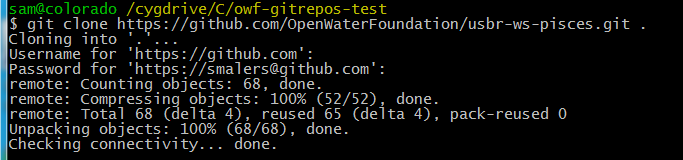 sam@colorado /cygdrive/C/owf-gitrepos-test
$ git clone https://github.com/OpenWaterFoundation/usbr-ws-pisces.git .
Cloning into '.'...
Username for 'https://github.com':
Password for 'https://smalers@github.com':
remote: Counting objects: 68, done.
remote: Compressing objects: 100% (52/52), done.
remote: Total 68 (delta 4), reused 65 (delta 4), pack-reused 0
Unpacking objects: 100% (68/68), done.
Checking connectivity... done.